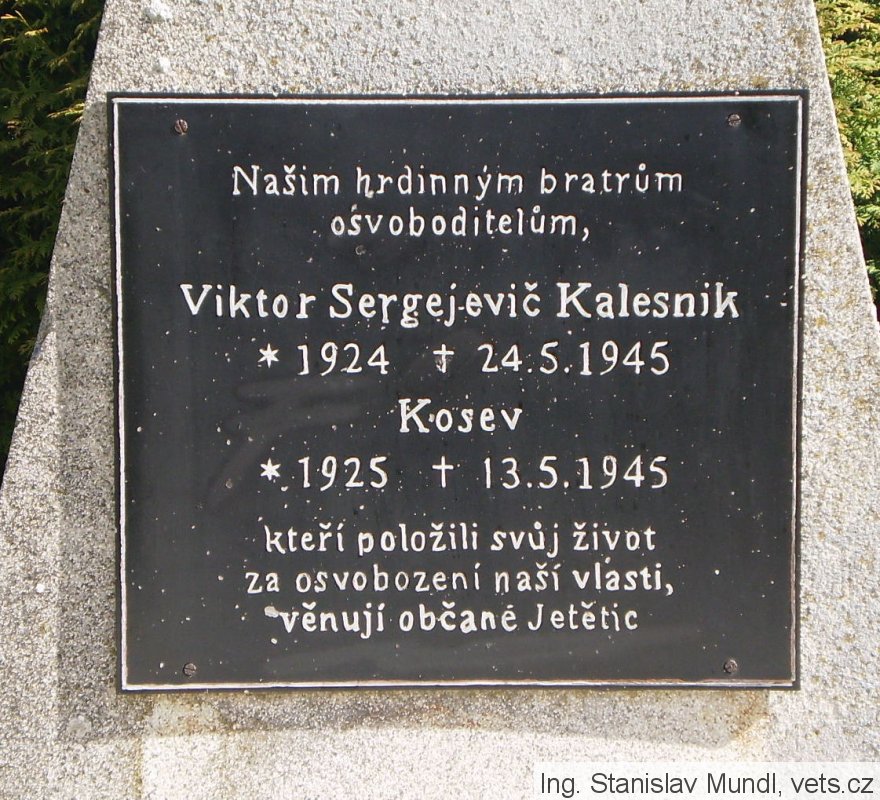 Našim hrdinným bratrům
osvoboditelům,
Viktor Sergejevič Kalesnik
* 1924 † 24.5.1945
Kosev
* 1925 † 13.5.1945
kteří položili svůj život
za osvobození naší vlasti,
věnují občané Jetětic
Ing. Stanislav Mundl, vets.cz